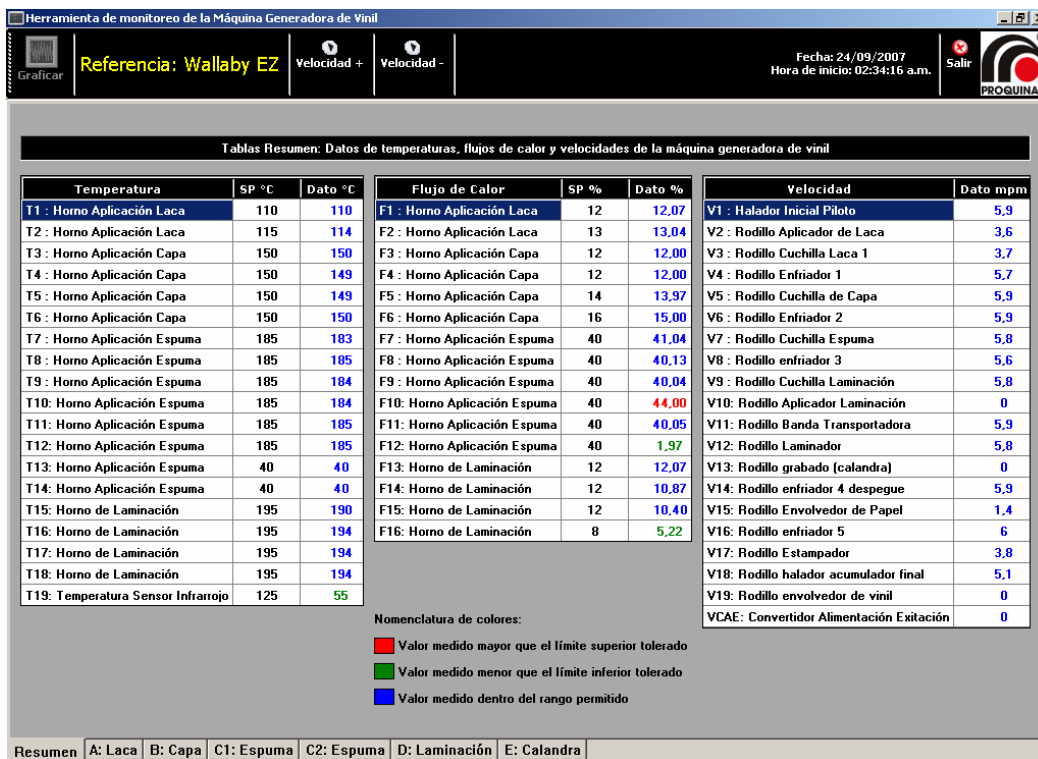 Herramienta de monitoreo de la Máquina Generadora de Vinil
Graficar
Referencia: Wallaby EZ
Velocidad +
Velocidad -
Fecha: 24/09/2007
Hora de inicio: 02:34:16 a.m.
Salir
PROQUINA
Tablas Resumen: Datos de temperaturas, flujos de calor y velocidades de la máquina generadora de vinil
Temperatura SP °C Dato °C
T1 : Horno Aplicación Laca 110 110
T2 : Horno Aplicación Laca 115 114
T3 : Horno Aplicación Capa 150 150
T4 : Horno Aplicación Capa 150 149
T5 : Horno Aplicación Capa 150 149
T6 : Horno Aplicación Capa 150 150
T7 : Horno Aplicación Espuma 185 183
T8 : Horno Aplicación Espuma 185 185
T9 : Horno Aplicación Espuma 185 184
T10: Horno Aplicación Espuma 185 184
T11: Horno Aplicación Espuma 185 185
T12: Horno Aplicación Espuma 185 185
T13: Horno Aplicación Espuma 40 40
T14: Horno Aplicación Espuma 40 40
T15: Horno de Laminación 195 190
T16: Horno de Laminación 195 194
T17: Horno de Laminación 195 194
T18: Horno de Laminación 195 194
T19: Temperatura Sensor Infrarrojo 125 55
Flujo de Calor SP % Dato %
F1 : Horno Aplicación Laca 12 12,07
F2 : Horno Aplicación Laca 13 13,04
F3 : Horno Aplicación Capa 12 12,00
F4 : Horno Aplicación Capa 12 12,00
F5 : Horno Aplicación Capa 14 13,97
F6 : Horno Aplicación Capa 16 15,00
F7 : Horno Aplicación Espuma 40 41,04
F8 : Horno Aplicación Espuma 40 40,13
F9 : Horno Aplicación Espuma 40 40,04
F10: Horno Aplicación Espuma 40 44,00
F11: Horno Aplicación Espuma 40 40,05
F12: Horno Aplicación Espuma 40 1,97
F13: Horno de Laminación 12 12,07
F14: Horno de Laminación 12 10,87
F15: Horno de Laminación 12 10,40
F16: Horno de Laminación 8 5,22
Velocidad Dato mpm
V1 : Halador Inicial Piloto 5,9
V2 : Rodillo Aplicador de Laca 3,6
V3 : Rodillo Cuchilla Laca 1 3,7
V4 : Rodillo Enfriador 1 5,7
V5 : Rodillo Cuchilla de Capa 5,9
V6 : Rodillo Enfriador 2 5,9
V7 : Rodillo Cuchilla Espuma 5,8
V8 : Rodillo enfriador 3 5,6
V9 : Rodillo Cuchilla Laminación 5,8
V10: Rodillo Aplicador Laminación 0
V11: Rodillo Banda Transportadora 5,9
V12: Rodillo Laminador 5,8
V13: Rodillo grabado (calandra) 0
V14: Rodillo enfriador 4 despegue 5,9
V15: Rodillo Envolvedor de Papel 1,4
V16: Rodillo enfriador 5 6
V17: Rodillo Estampador 3,8
V18: Rodillo halador acumulador final 5,1
V19: Rodillo envolvedor de vinil 0
VCAE: Convertidor Alimentación Exitación 0
Nomenclatura de colores:
Valor medido mayor que el límite superior tolerado
Valor medido menor que el límite inferior tolerado
Valor medido dentro del rango permitido
Resumen A: Laca B: Capa C1: Espuma C2: Espuma D: Laminación E: Calandra